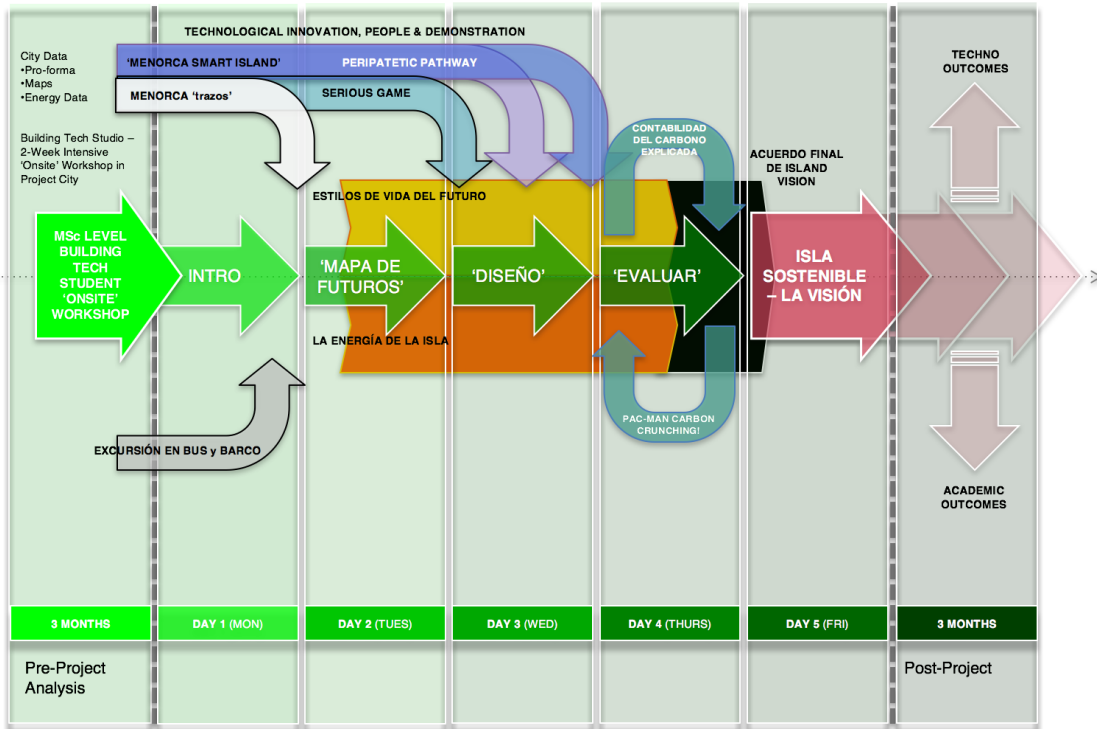 TECHNOLOGICAL INNOVATION, PEOPLE & DEMONSTRATION
City Data
•Pro-forma
•Maps
•Energy Data
Building Tech Studio –
2-Week Intensive
'Onsite' Workshop in
Project City
'MENORCA SMART ISLAND'
PERIPATETIC PATHWAY
MENORCA 'trazos'
SERIOUS GAME
CONTABILIDAD
DEL CARBONO
EXPLICADA
ACUERDO FINAL
DE ISLAND
VISION
TECHNO
OUTCOMES
ESTILOS DE VIDA DEL FUTURO
MSc LEVEL
BUILDING
TECH
STUDENT
'ONSITE'
WORKSHOP
INTRO
'MAPA DE
FUTUROS'
'DISEÑO'
'EVALUAR'
ISLA
SOSTENIBLE
– LA VISIÓN
LA ENERGÍA DE LA ISLA
EXCURSIÓN EN BUS y BARCO
PAC-MAN CARBON
CRUNCHING!
ACADEMIC
OUTCOMES
3 MONTHS
DAY 1 (MON)
DAY 2 (TUES)
DAY 3 (WED)
DAY 4 (THURS)
DAY 5 (FRI)
3 MONTHS
Pre-Project
Analysis
Post-Project